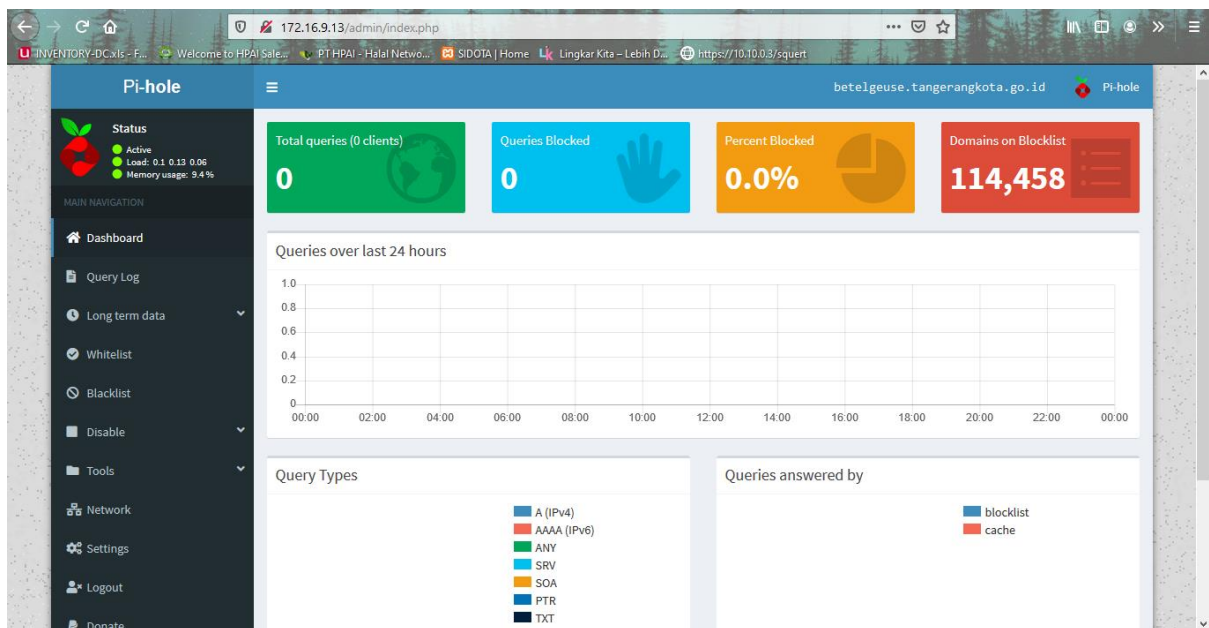 172.16.9.13/admin/index.php
INVENTORY-DC.xls - F... Welcome to HPAI Sale... PT HPAI - Halal Netwo... SIDOTA | Home Lingkar Kita – Lebih D... https://10.10.0.3/squert
Pi-hole
betelgeuse.tangerangkota.go.id Pi-hole
Status
Active
Load: 0.1 0.13 0.06
Memory usage: 9.4 %
MAIN NAVIGATION
Dashboard
Query Log
Long term data
Whitelist
Blacklist
Disable
Tools
Network
Settings
Logout
Donate
Total queries (0 clients)
0
Queries Blocked
0
Percent Blocked
0.0%
Domains on Blocklist
114,458
Queries over last 24 hours
1.0
0.8
0.6
0.4
0.2
0
00:00 02:00 04:00 06:00 08:00 10:00 12:00 14:00 16:00 18:00 20:00 22:00 00:00
Query Types
A (IPv4)
AAAA (IPv6)
ANY
SRV
SOA
PTR
TXT
Queries answered by
blocklist
cache